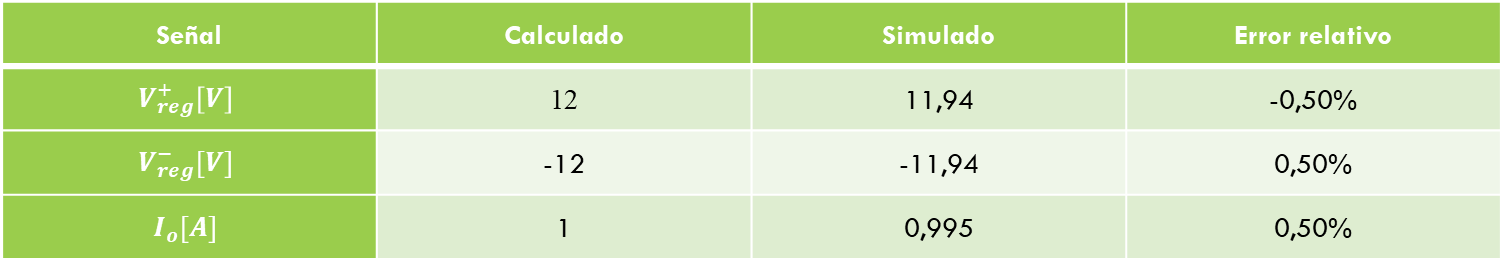 Señal Calculado Simulado Error relativo
V⁺reg[V] 12 11,94 -0,50%
V⁻reg[V] -12 -11,94 0,50%
Iₒ[A] 1 0,995 0,50%